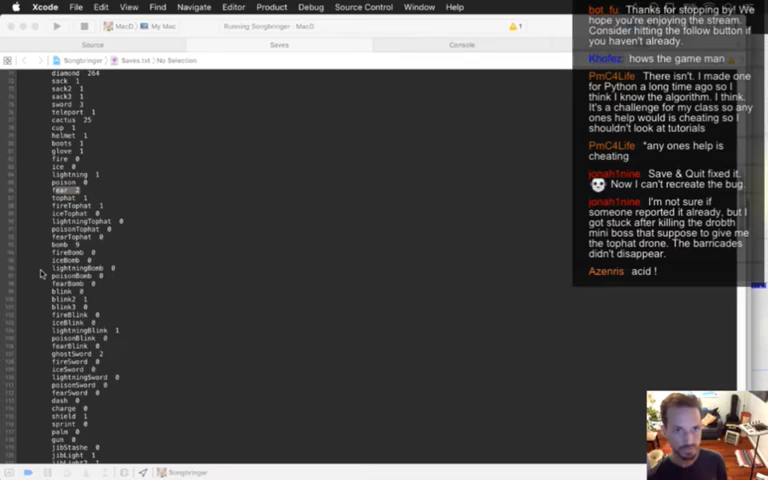 Xcode File Edit View Find Navigate Editor Product Debug Source Control Window Help
MacD My Mac
Running Songbringer
1
Source
Saves
Console
Songbringer Saves.txt No Selection
diamond 264
sack 1
sack2 1
sack3 1
sword 3
teleport 1
cactus 25
cup 1
helmet 1
boots 1
glove 1
fire 0
ice 0
lightning 1
poison 0
fear 2
tophat 1
fireTophat 1
iceTophat 0
lightningTophat 0
poisonTophat 0
fearTophat 0
bomb 9
fireBomb 0
iceBomb 0
lightningBomb 0
poisonBomb 0
fearBomb 0
blink 0
blink2 1
blink3 0
fireBlink 0
iceBlink 0
lightningBlink 1
poisonBlink 0
fearBlink 0
ghostSword 2
fireSword 0
iceSword 0
lightningSword 0
poisonSword 0
fearSword 0
dash 0
charge 0
shield 1
sprint 0
palm 0
gun 0
jibStashe 0
jibLight 1
bot_fu Thanks for stopping by! We
hope you're enjoying the stream.
Consider hitting the follow button if
you haven't already.
Khofez hows the game man
PmC4Life There isn't. I made one
for Python a long time ago so I
think I know the algorithm. I think.
It's a challenge for my class so any
ones help would is cheating so I
shouldn't look at tutorials
PmC4Life *any ones help is
cheating
jonah1nine Save & Quit fixed it.
Now I can't recreate the bug.
jonah1nine I'm not sure if
someone reported it already, but I
got stuck after killing the drobth
mini boss that suppose to give me
the tophat drone. The barricades
didn't disappear.
Azenris acid !
Songbringer